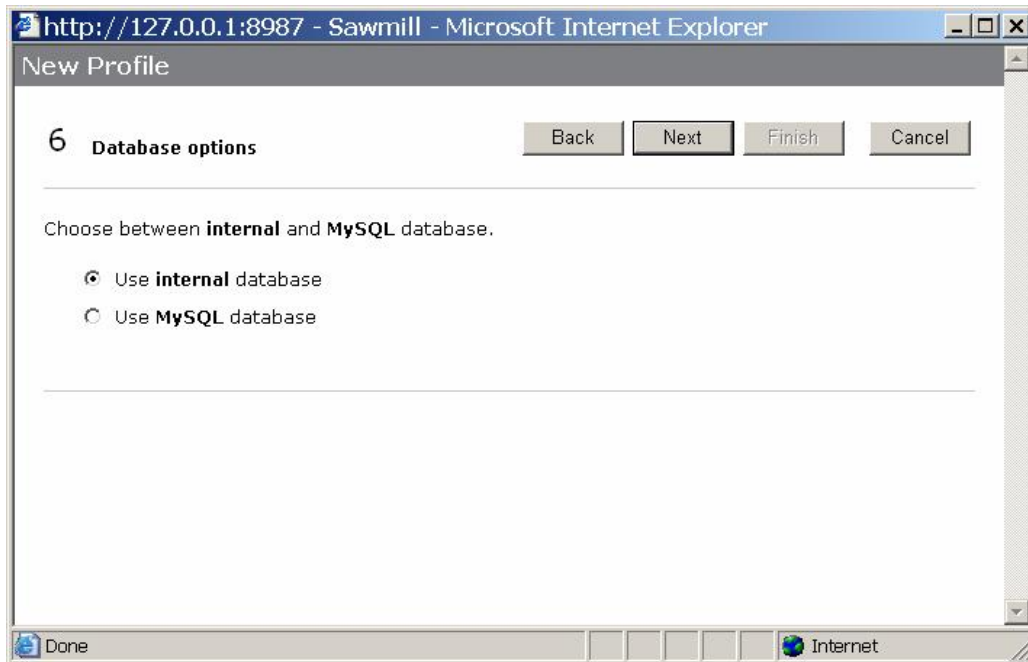 http://127.0.0.1:8987 - Sawmill - Microsoft Internet Explorer
New Profile
6 Database options Back Next Finish Cancel
Choose between internal and MySQL database.
Use internal database
Use MySQL database
Done Internet